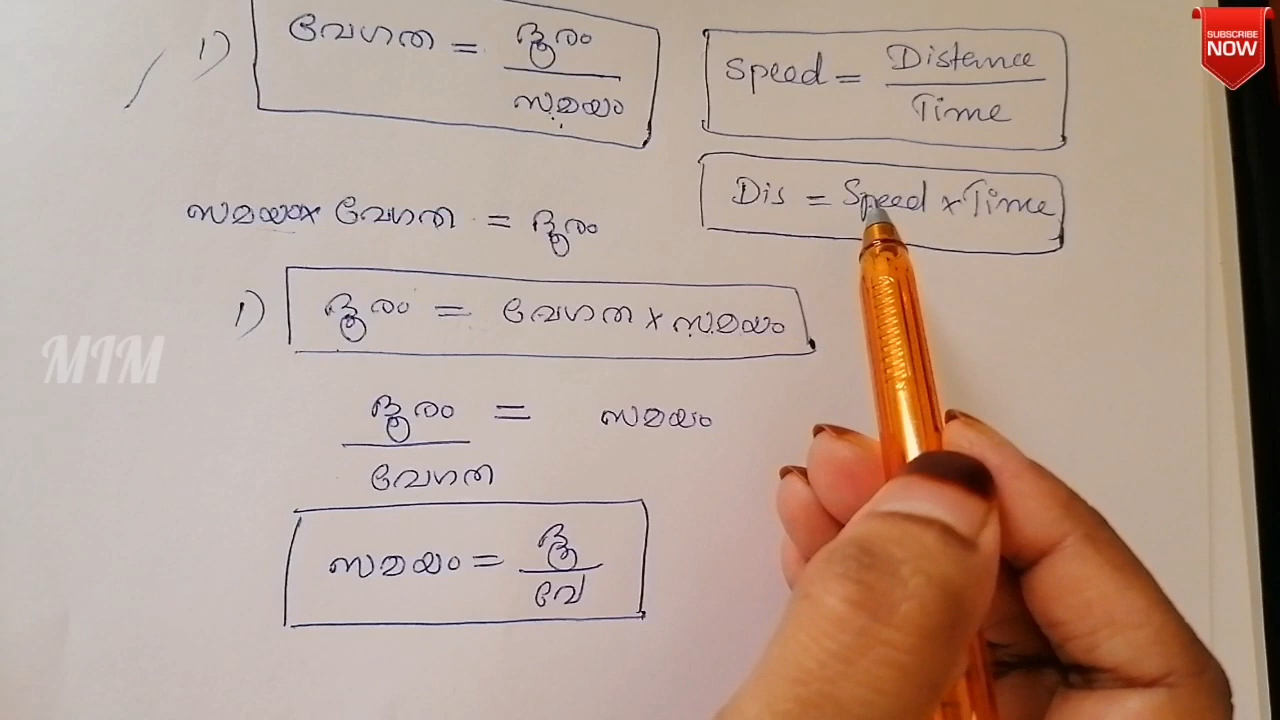 1) വേഗത = ദൂരം / സമയം
Speed = Distance / Time
Dis = Speed × Time
സമയം × വേഗത = ദൂരം
1) ദൂരം = വേഗത × സമയം
ദൂരം / വേഗത = സമയം
സമയം = ദൂ / വേ
MIM
SUBSCRIBE
NOW